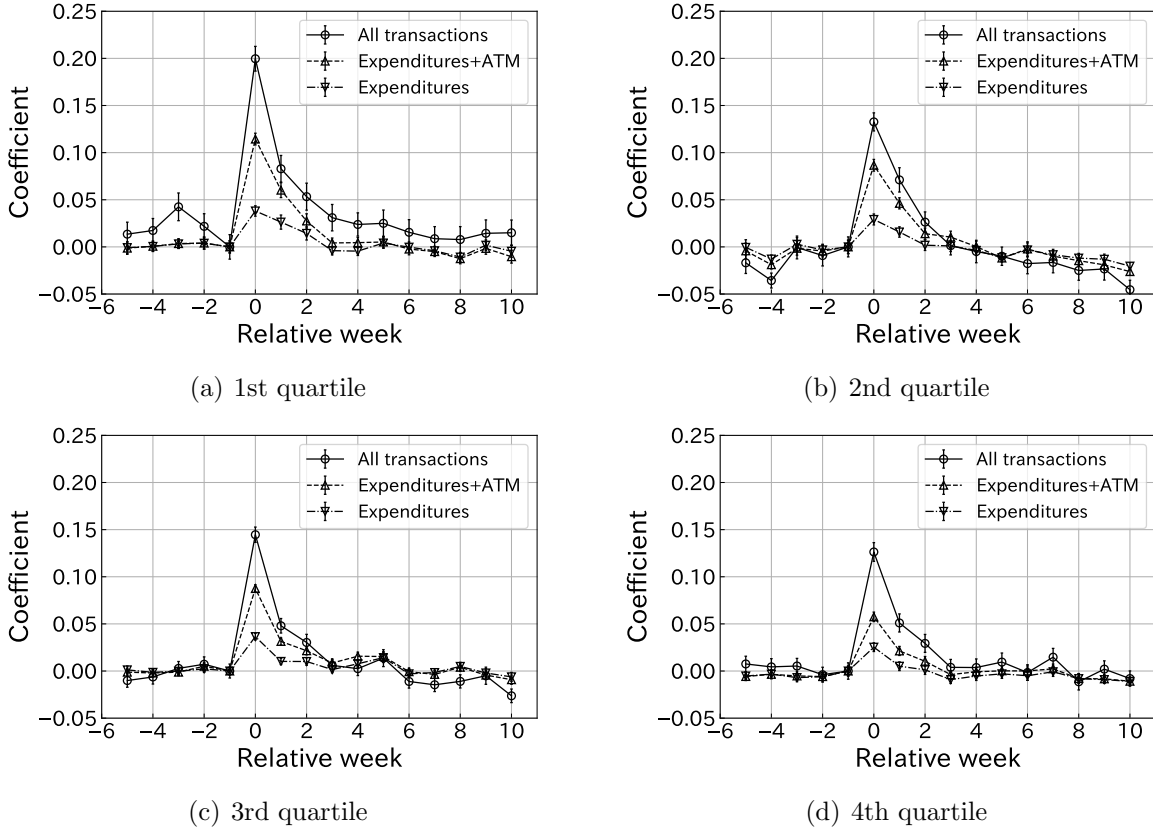 0.25
0.20
0.15
0.10
0.05
0.00
−0.05
Coefficient
−6 −4 −2 0 2 4 6 8 10
Relative week
All transactions
Expenditures+ATM
Expenditures
(a) 1st quartile
0.25
0.20
0.15
0.10
0.05
0.00
−0.05
Coefficient
−6 −4 −2 0 2 4 6 8 10
Relative week
All transactions
Expenditures+ATM
Expenditures
(b) 2nd quartile
0.25
0.20
0.15
0.10
0.05
0.00
−0.05
Coefficient
−6 −4 −2 0 2 4 6 8 10
Relative week
All transactions
Expenditures+ATM
Expenditures
(c) 3rd quartile
0.25
0.20
0.15
0.10
0.05
0.00
−0.05
Coefficient
−6 −4 −2 0 2 4 6 8 10
Relative week
All transactions
Expenditures+ATM
Expenditures
(d) 4th quartile